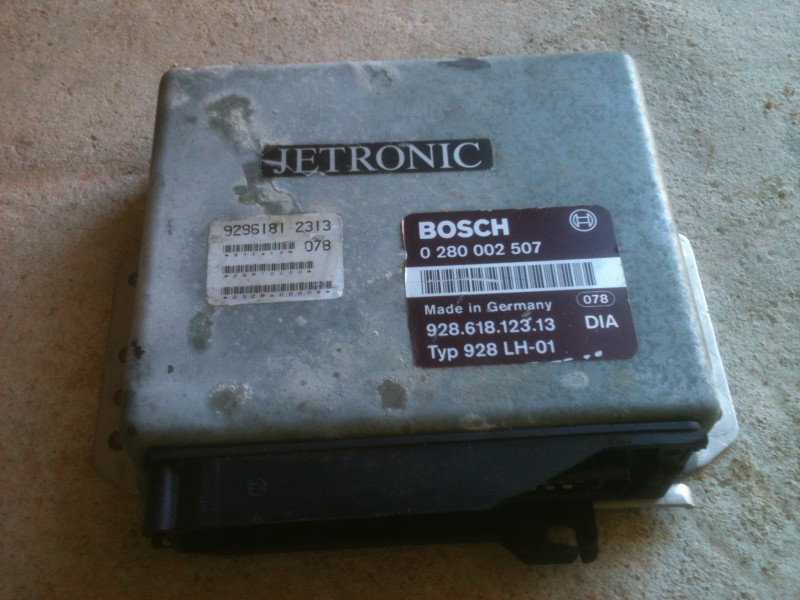 JETRONIC
9296181 2313
078
BOSCH
0 280 002 507
Made in Germany
078
928.618.123.13 DIA
Typ 928 LH-01